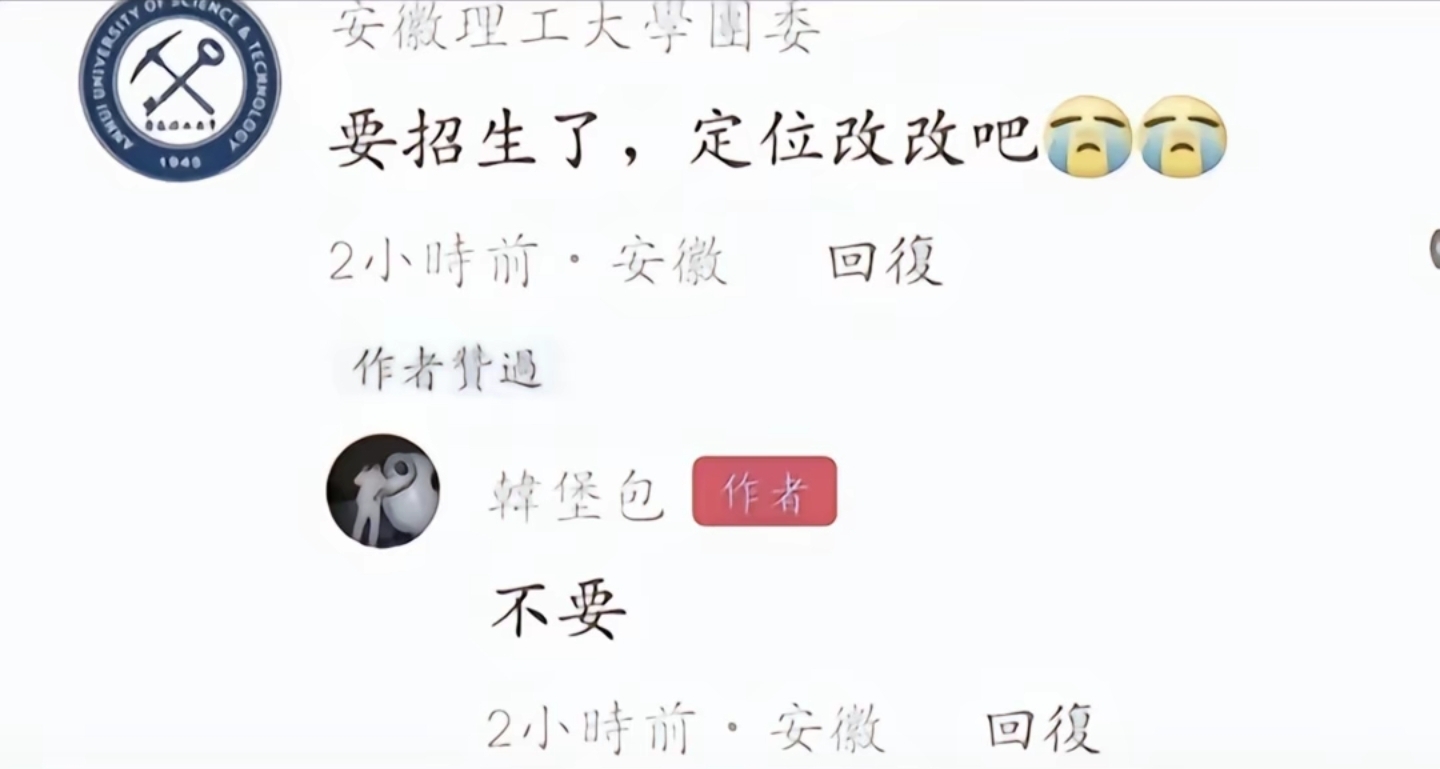 ANHUI UNIVERSITY OF SCIENCE & TECHNOLOGY
1949
安徽理工大學團委
要招生了，定位改改吧😭😭
2小時前·安徽 回復
作者贊過
韓堡包 作者
不要
2小時前·安徽 回復